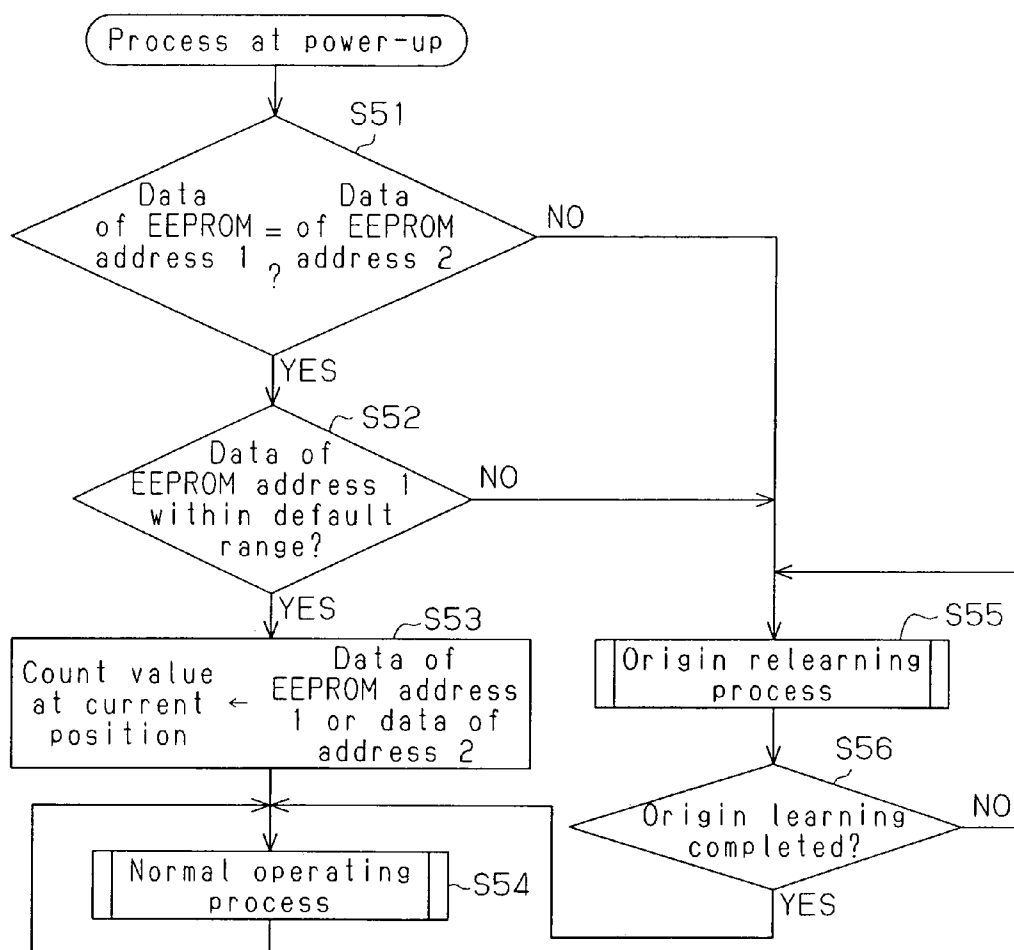 Process at power-up
S51
Data Data
of EEPROM = of EEPROM
address 1 ? address 2
NO
YES
S52
Data of
EEPROM address 1
within default
range?
NO
YES
S53
Count value
at current
position
←
Data of
EEPROM address
1 or data of
address 2
S55
Origin relearning
process
S56
Origin learning
completed?
NO
YES
Normal operating
process
S54